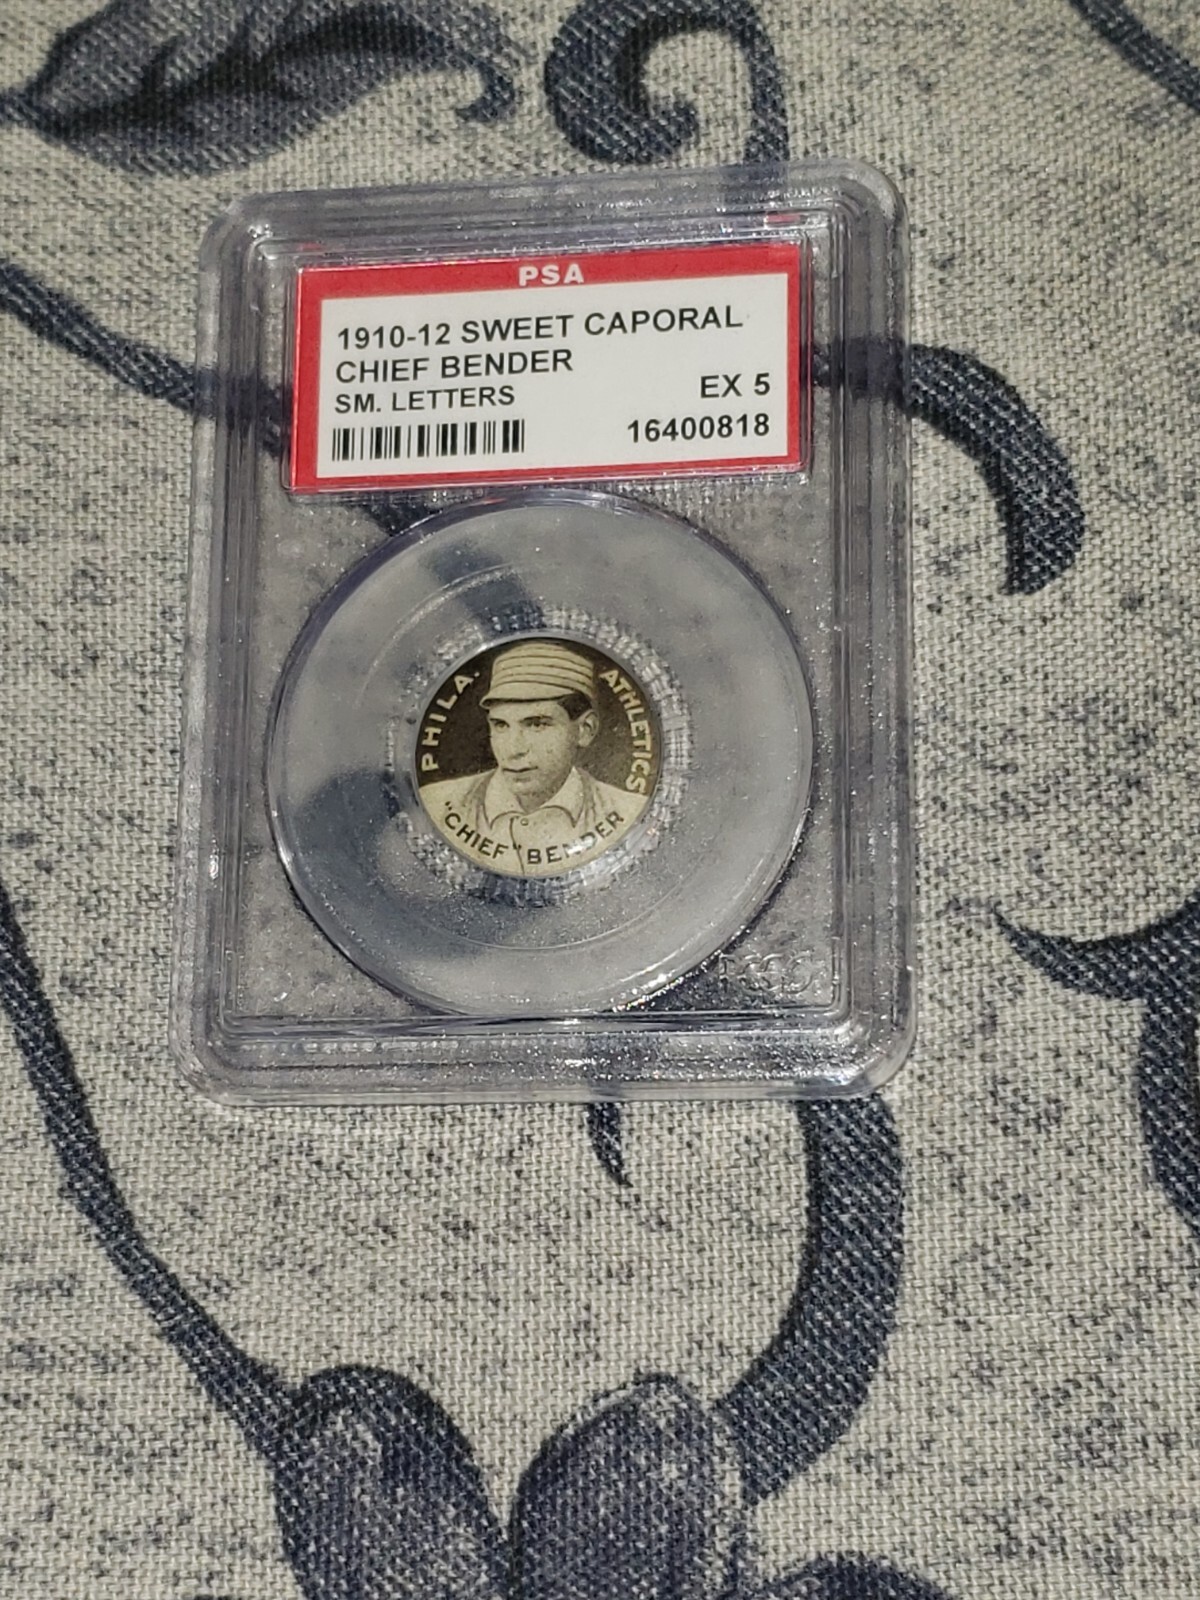 PSA
1910-12 SWEET CAPORAL
CHIEF BENDER
SM. LETTERS
EX 5
16400818
PHILA. ATHLETICS
"CHIEF" BENDER